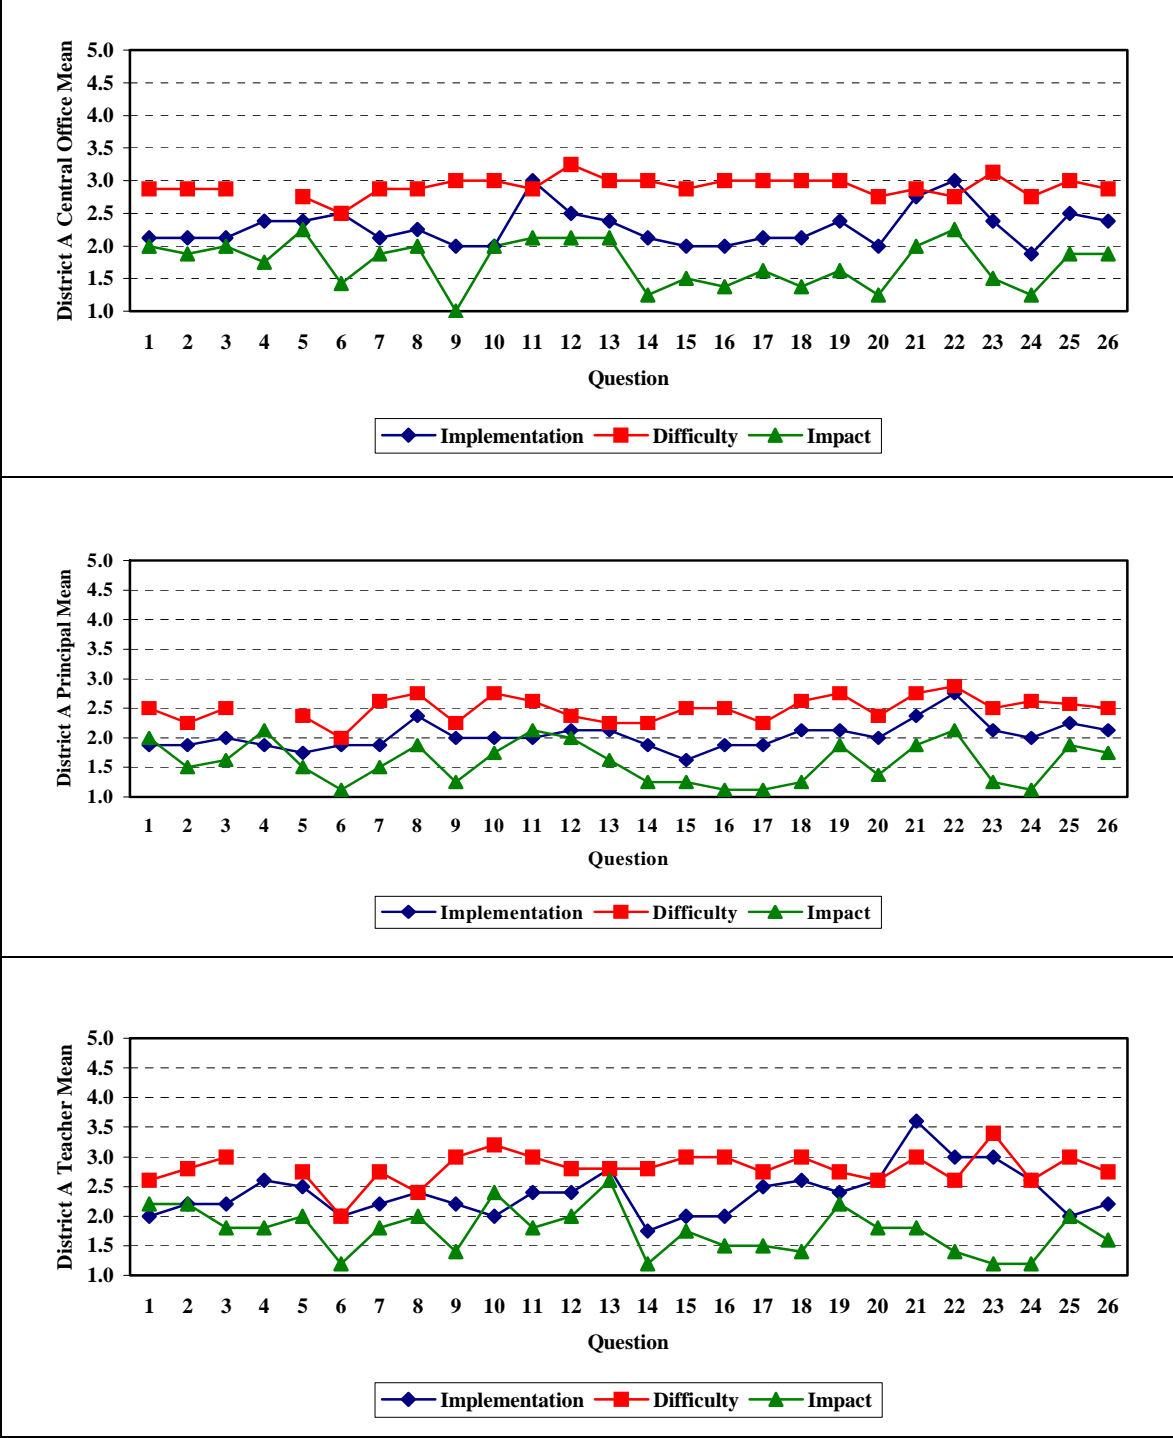 District A Central Office Mean
5.0
4.5
4.0
3.5
3.0
2.5
2.0
1.5
1.0
1 2 3 4 5 6 7 8 9 10 11 12 13 14 15 16 17 18 19 20 21 22 23 24 25 26
Question
Implementation Difficulty Impact
District A Principal Mean
5.0
4.5
4.0
3.5
3.0
2.5
2.0
1.5
1.0
1 2 3 4 5 6 7 8 9 10 11 12 13 14 15 16 17 18 19 20 21 22 23 24 25 26
Question
Implementation Difficulty Impact
District A Teacher Mean
5.0
4.5
4.0
3.5
3.0
2.5
2.0
1.5
1.0
1 2 3 4 5 6 7 8 9 10 11 12 13 14 15 16 17 18 19 20 21 22 23 24 25 26
Question
Implementation Difficulty Impact